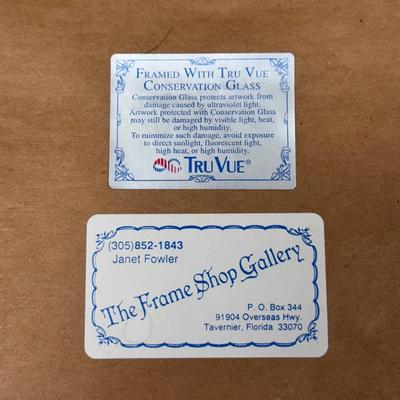 FRAMED WITH TRU VUE
CONSERVATION GLASS
Conservation Glass protects artwork from
damage caused by ultraviolet light.
Artwork protected with Conservation Glass
may still be damaged by visible light, heat,
or high humidity.
To minimize such damage, avoid exposure
to direct sunlight, fluorescent light,
high heat, or high humidity.
TRU VUE®
(305)852-1843
Janet Fowler
The Frame Shop Gallery
P. O. Box 344
91904 Overseas Hwy.
Tavernier, Florida 33070